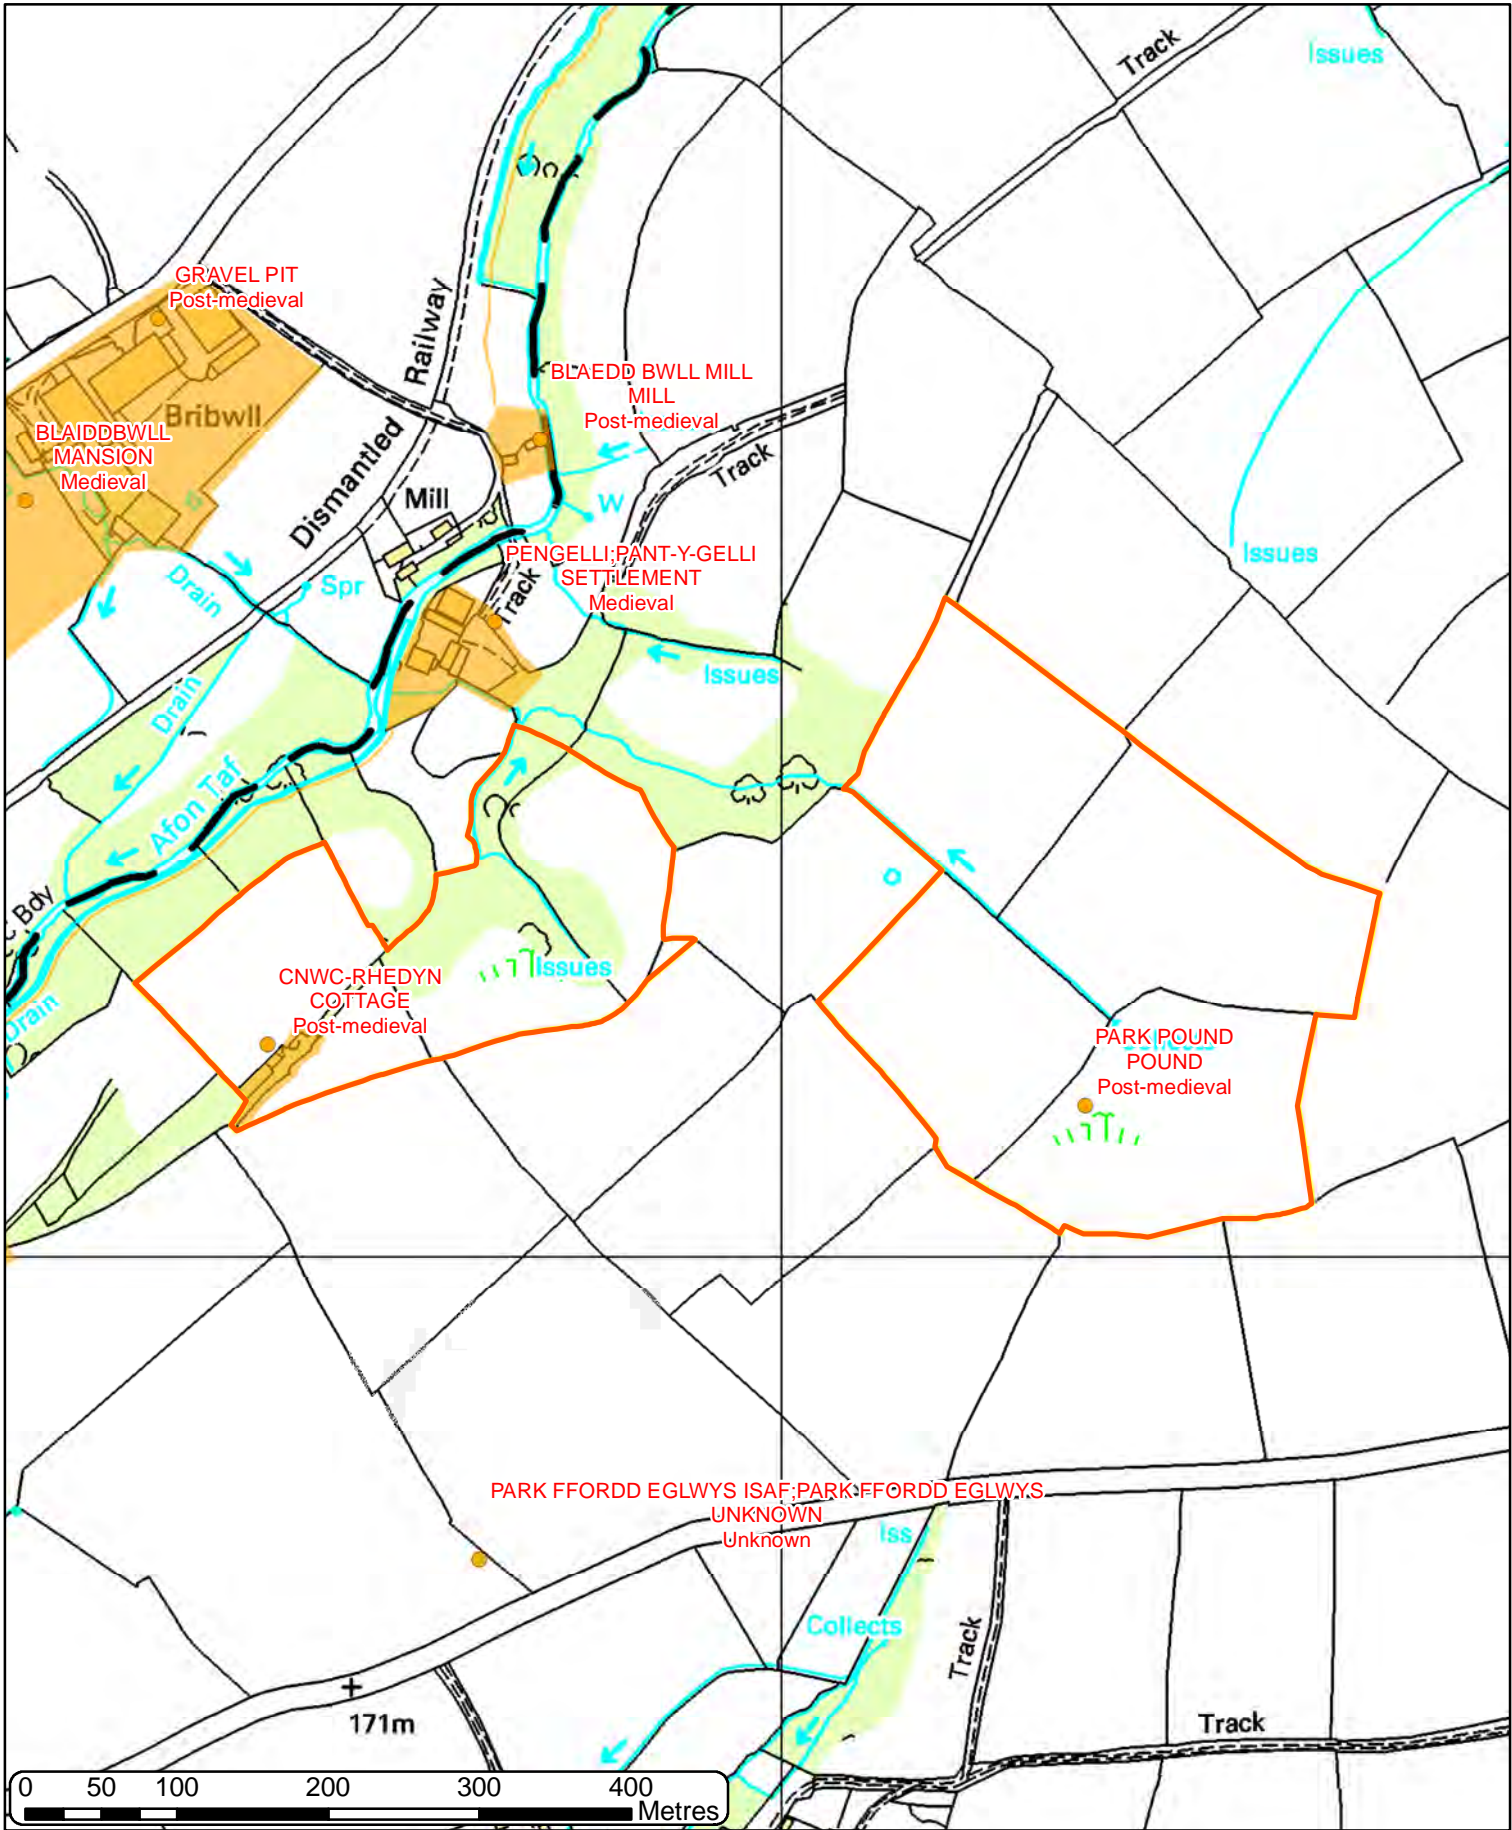 Track
Issues
GRAVEL PIT
Post-medieval
Railway
BLAEDD BWLL MILL
MILL
Post-medieval
Bribwll
BLAIDDBWLL
MANSION
Medieval
Dismantled
Track
Mill
W
Issues
PENGELLI;PANT-Y-GELLI
SETTLEMENT
Medieval
Drain
Spr
Track
Issues
Drain
Afon Taf
Bdy
Drain
CNWC-RHEDYN
COTTAGE
Post-medieval
Issues
PARK POUND
POUND
Post-medieval
PARK FFORDD EGLWYS ISAF;PARK FFORDD EGLWYS
UNKNOWN
Unknown
Iss
Collects
Track
171m
Track
0 50 100 200 300 400
Metres